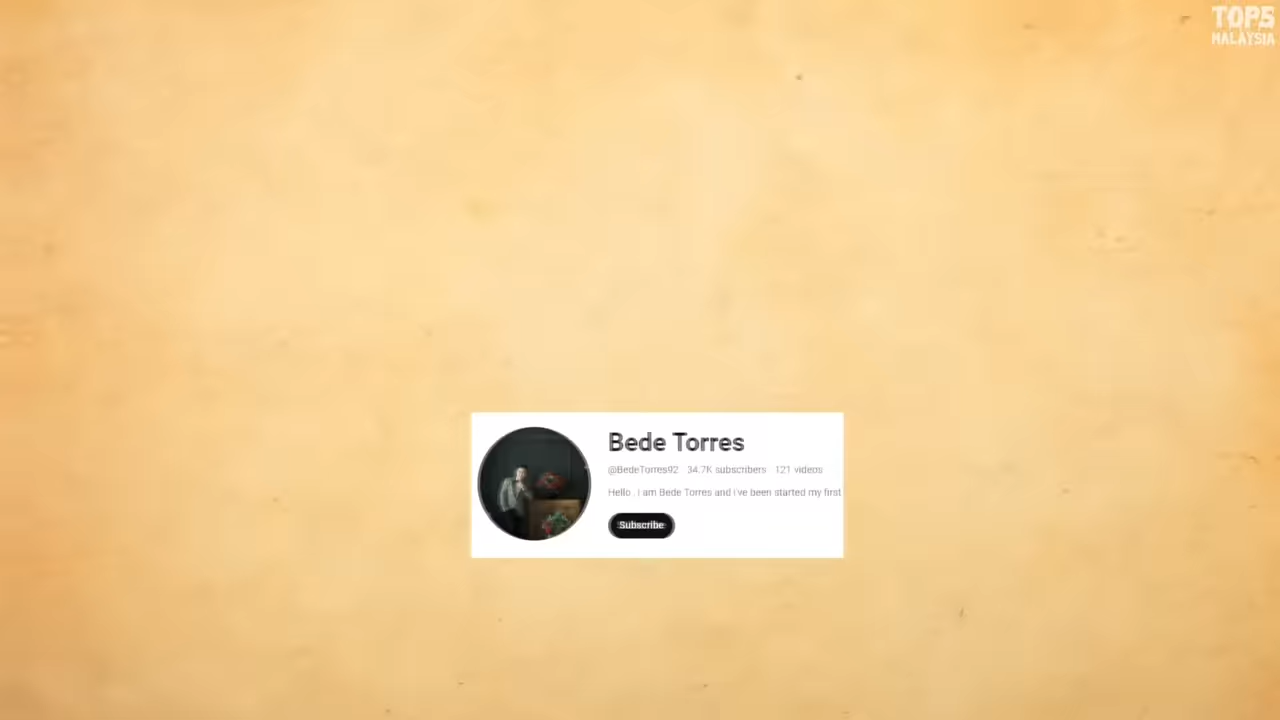 TOP5
MALAYSIA
Bede Torres
@BedeTorres92 34.7K subscribers 121 videos
Hello . i am Bede Torres and i've been started my first
Subscribe